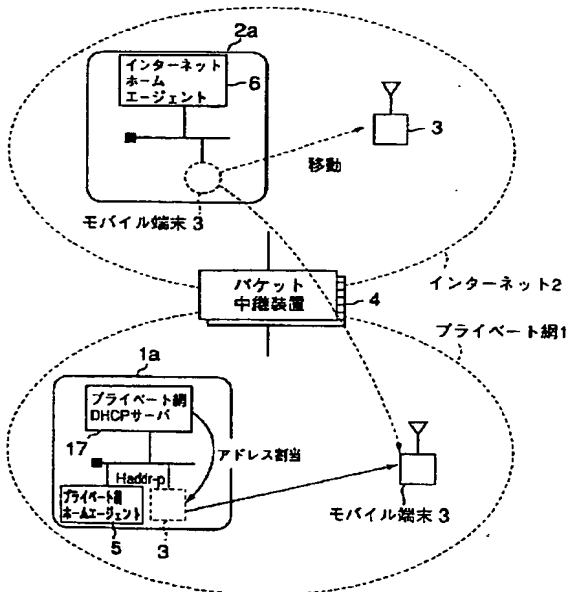 2a
インターネット
ホーム
エージェント
6
3
移動
モバイル端末 3
インターネット2
パケット
中継装置
4
プライベート網1
1a
プライベート網
DHCPサーバ
17
アドレス割当
Haddr-p
プライベート網
ホームエージェント
5
3
モバイル端末 3